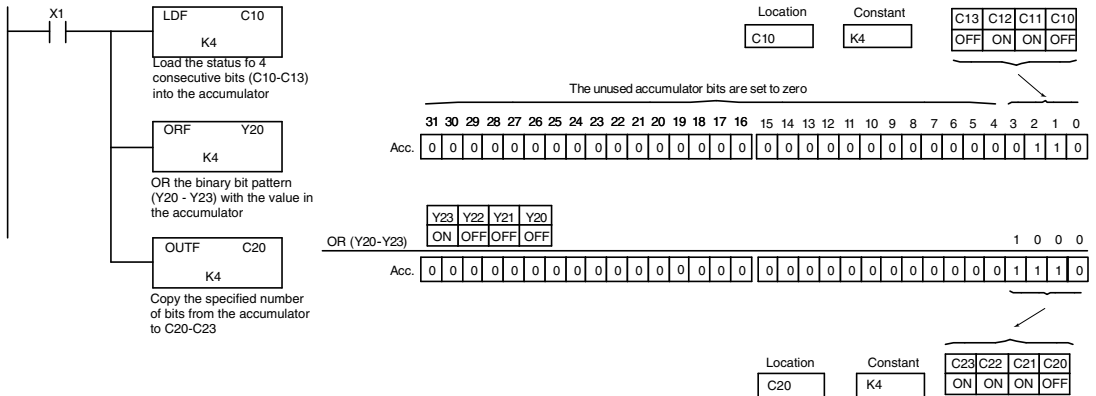 X1
LDF C10
K4
Load the status fo 4
consecutive bits (C10-C13)
into the accumulator
ORF Y20
K4
OR the binary bit pattern
(Y20 - Y23) with the value in
the accumulator
OUTF C20
K4
Copy the specified number
of bits from the accumulator
to C20-C23
Location Constant
C10 K4
C13 C12 C11 C10
OFF ON ON OFF
The unused accumulator bits are set to zero
31 30 29 28 27 26 25 24 23 22 21 20 19 18 17 16 15 14 13 12 11 10 9 8 7 6 5 4 3 2 1 0
Acc. 0 0 0 0 0 0 0 0 0 0 0 0 0 0 0 0 0 0 0 0 0 0 0 0 0 0 0 0 0 1 1 0
Y23 Y22 Y21 Y20
ON OFF OFF OFF
OR (Y20-Y23) 1 0 0 0
Acc. 0 0 0 0 0 0 0 0 0 0 0 0 0 0 0 0 0 0 0 0 0 0 0 0 0 0 0 0 1 1 1 0
Location Constant
C20 K4
C23 C22 C21 C20
ON ON ON OFF